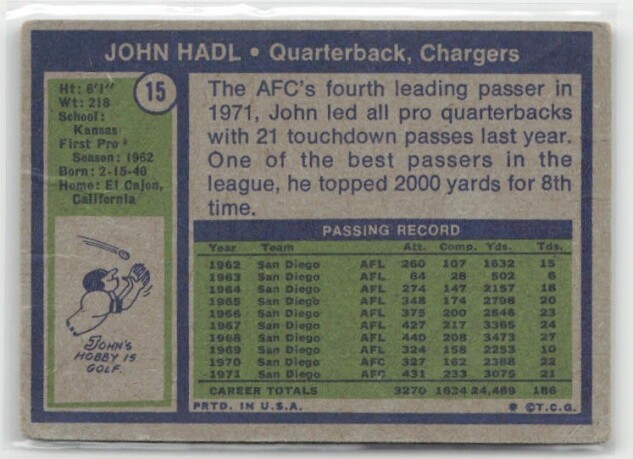 JOHN HADL • Quarterback, Chargers
15
Ht: 6'1"
Wt: 218
School:
Kansas
First Pro
Season: 1962
Born: 2-15-40
Home: El Cajon,
California
JOHN'S
HOBBY IS
GOLF.
The AFC's fourth leading passer in
1971, John led all pro quarterbacks
with 21 touchdown passes last year.
One of the best passers in the
league, he topped 2000 yards for 8th
time.
PASSING RECORD
Year Team Att. Comp. Yds. Tds.
1962 San Diego AFL 260 107 1632 15
1963 San Diego AFL 64 28 502 6
1964 San Diego AFL 274 147 2157 18
1965 San Diego AFL 348 174 2798 20
1966 San Diego AFL 375 200 2846 23
1967 San Diego AFL 427 217 3365 24
1968 San Diego AFL 440 208 3473 27
1969 San Diego AFL 324 158 2253 10
1970 San Diego AFC 327 162 2388 22
1971 San Diego AFC 431 233 3075 21
CAREER TOTALS 3270 1634 24,489 186
PRTD. IN U.S.A. ©T.C.G.